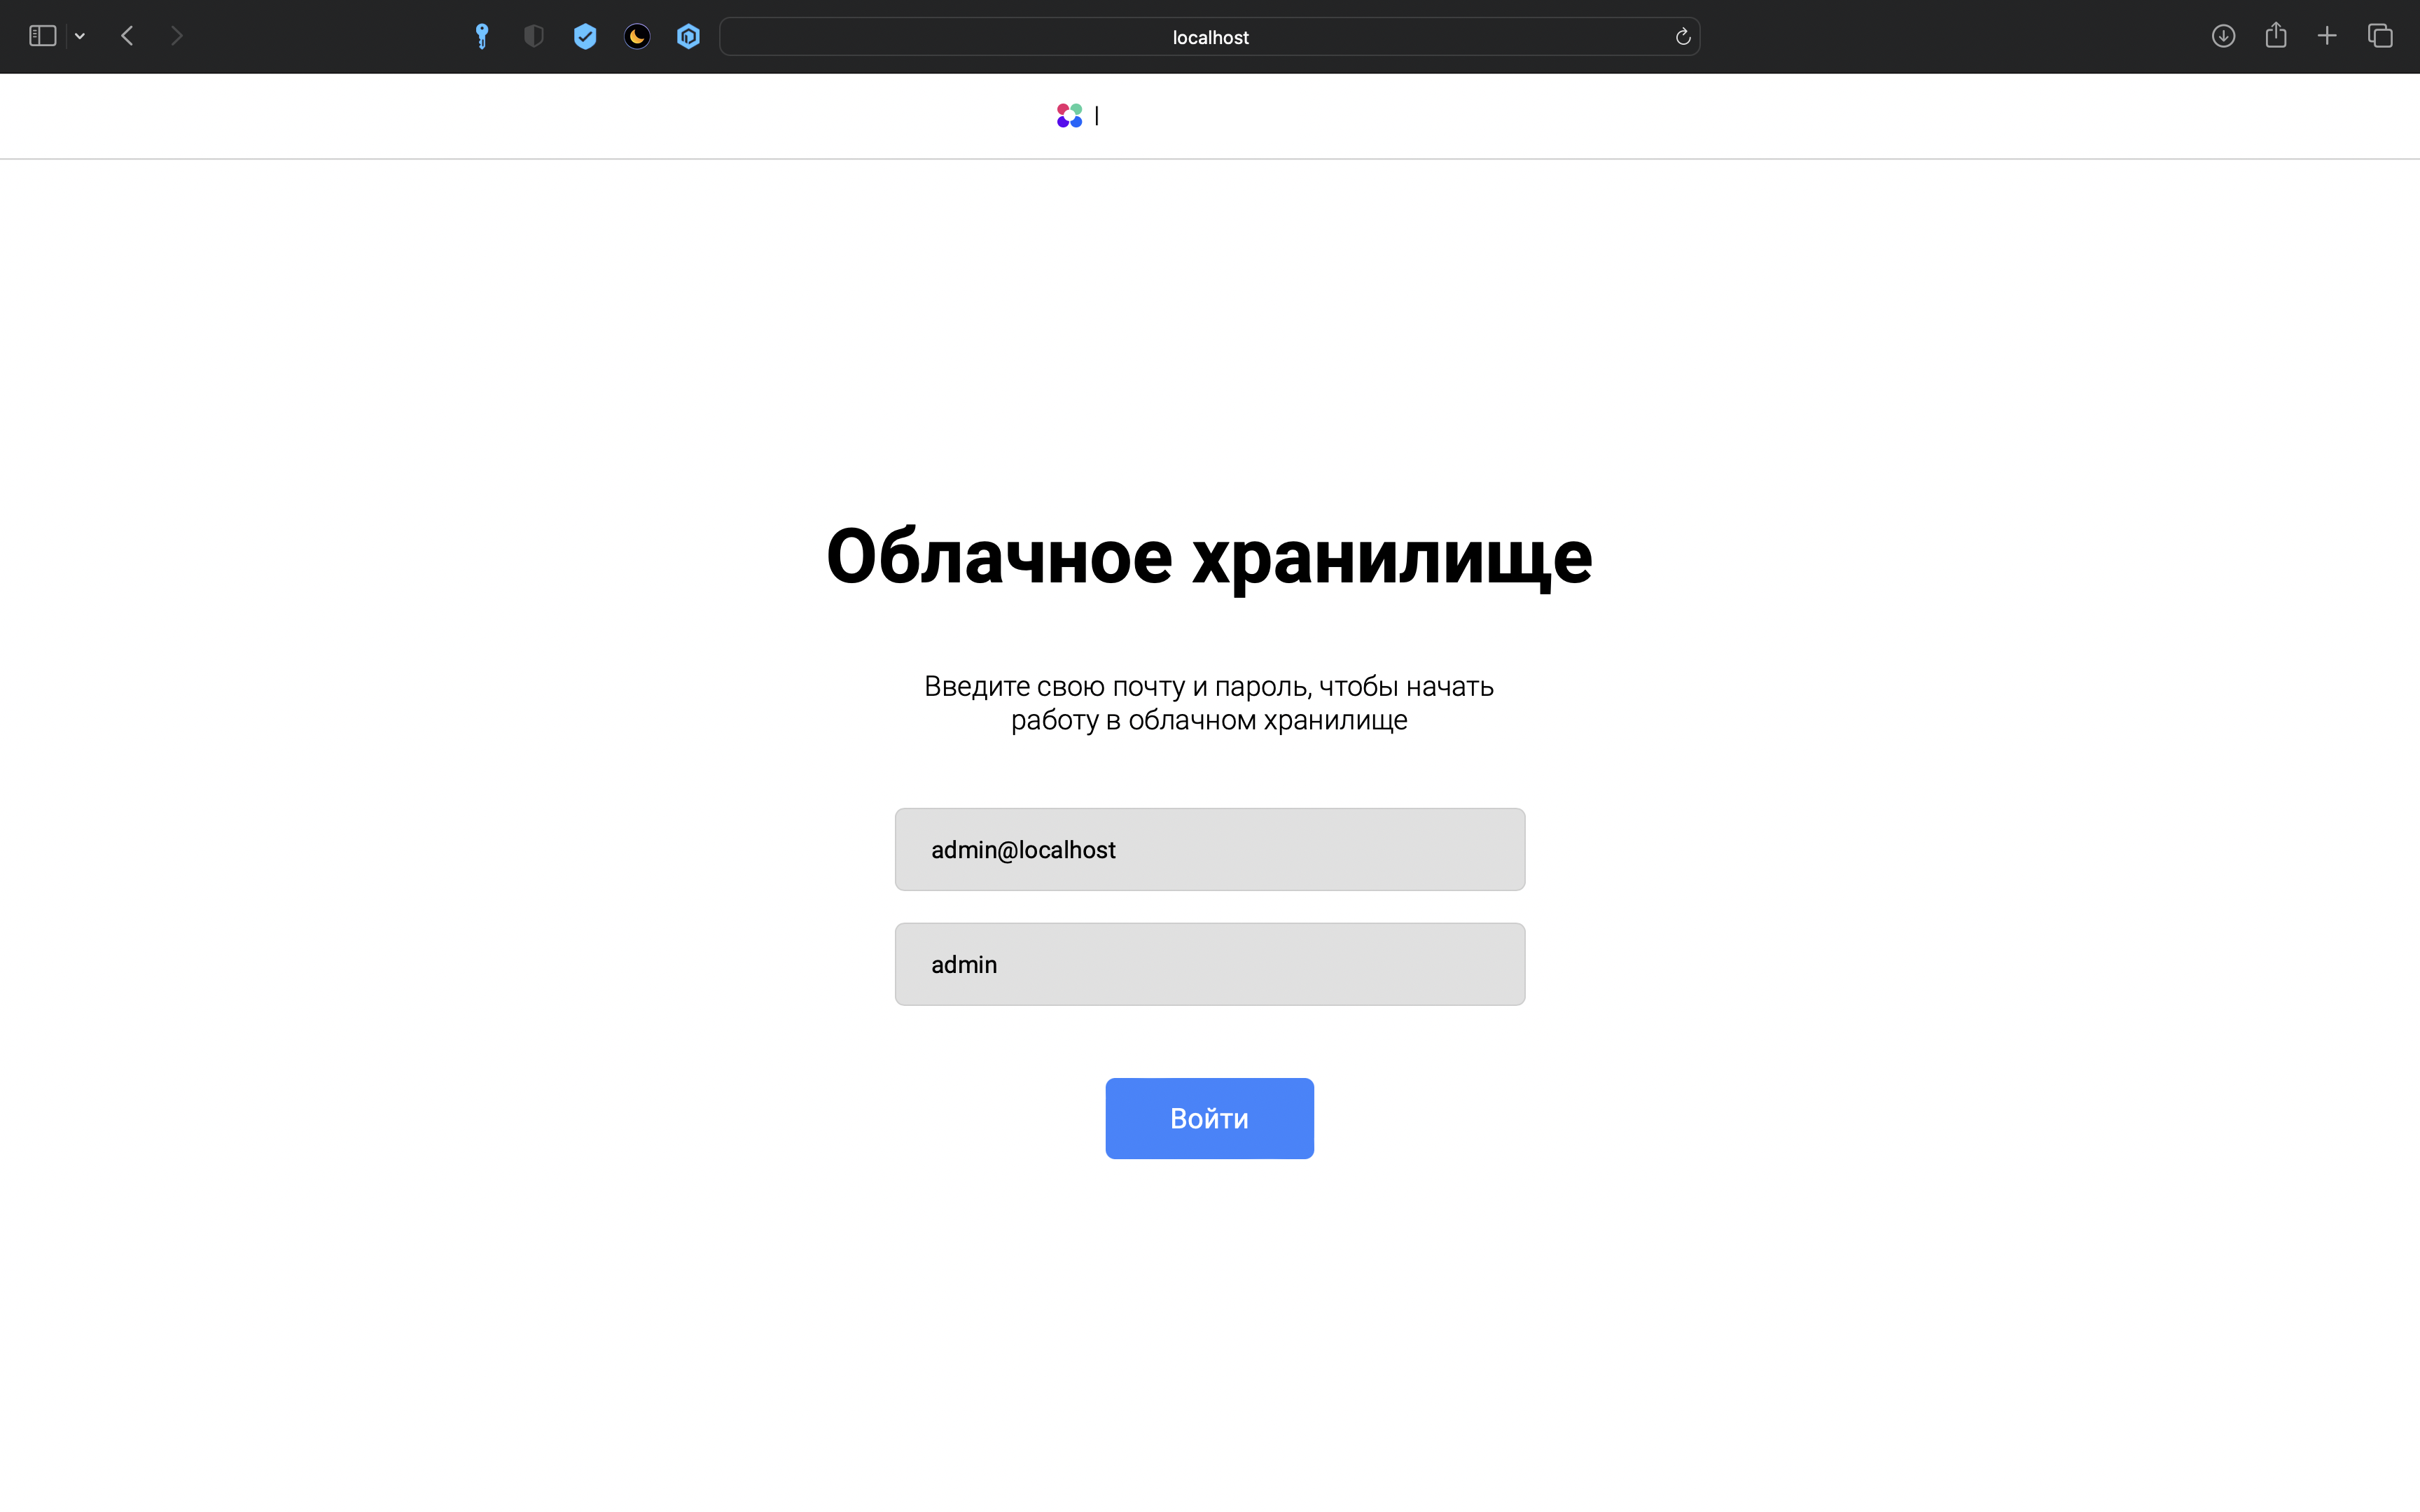 localhost
|
Облачное хранилище
Введите свою почту и пароль, чтобы начать
работу в облачном хранилище
admin@localhost
admin
Войти